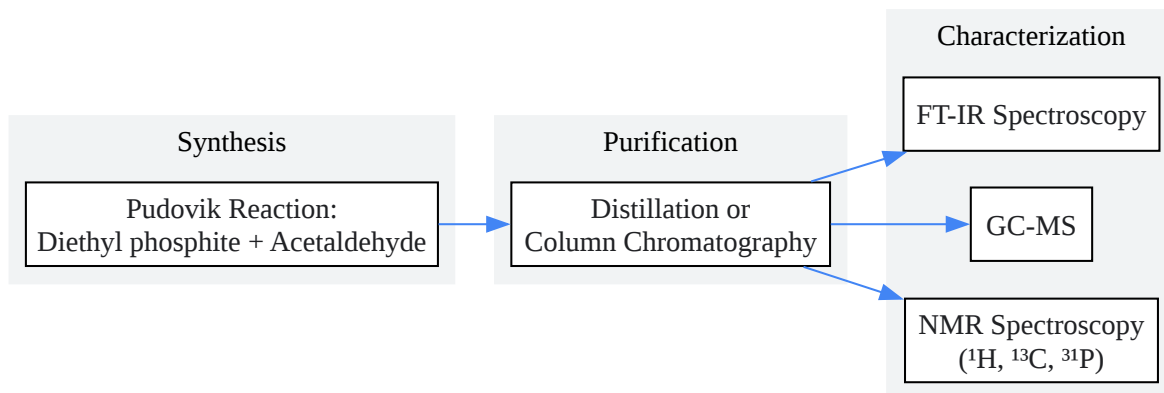 Synthesis
Pudovik Reaction:
Diethyl phosphite + Acetaldehyde
Purification
Distillation or
Column Chromatography
Characterization
FT-IR Spectroscopy
GC-MS
NMR Spectroscopy
(¹H, ¹³C, ³¹P)